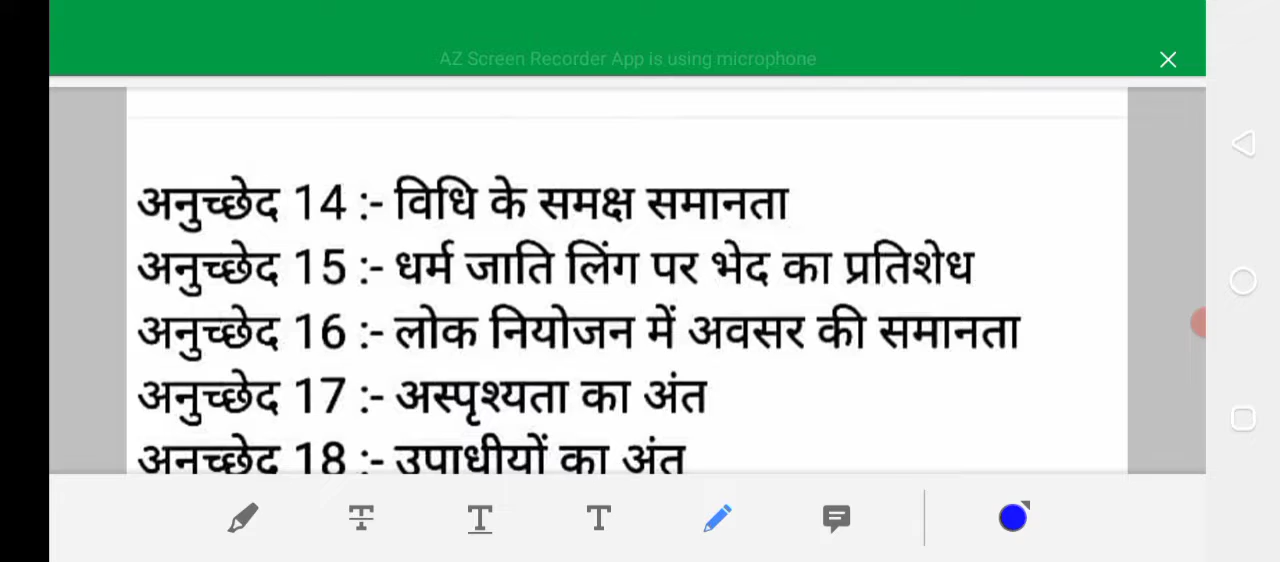 AZ Screen Recorder App is using microphone
अनुच्छेद 14 :- विधि के समक्ष समानता
अनुच्छेद 15 :- धर्म जाति लिंग पर भेद का प्रतिशेध
अनुच्छेद 16 :- लोक नियोजन में अवसर की समानता
अनुच्छेद 17 :- अस्पृश्यता का अंत
अनुच्छेद 18 :- उपाधीयों का अंत